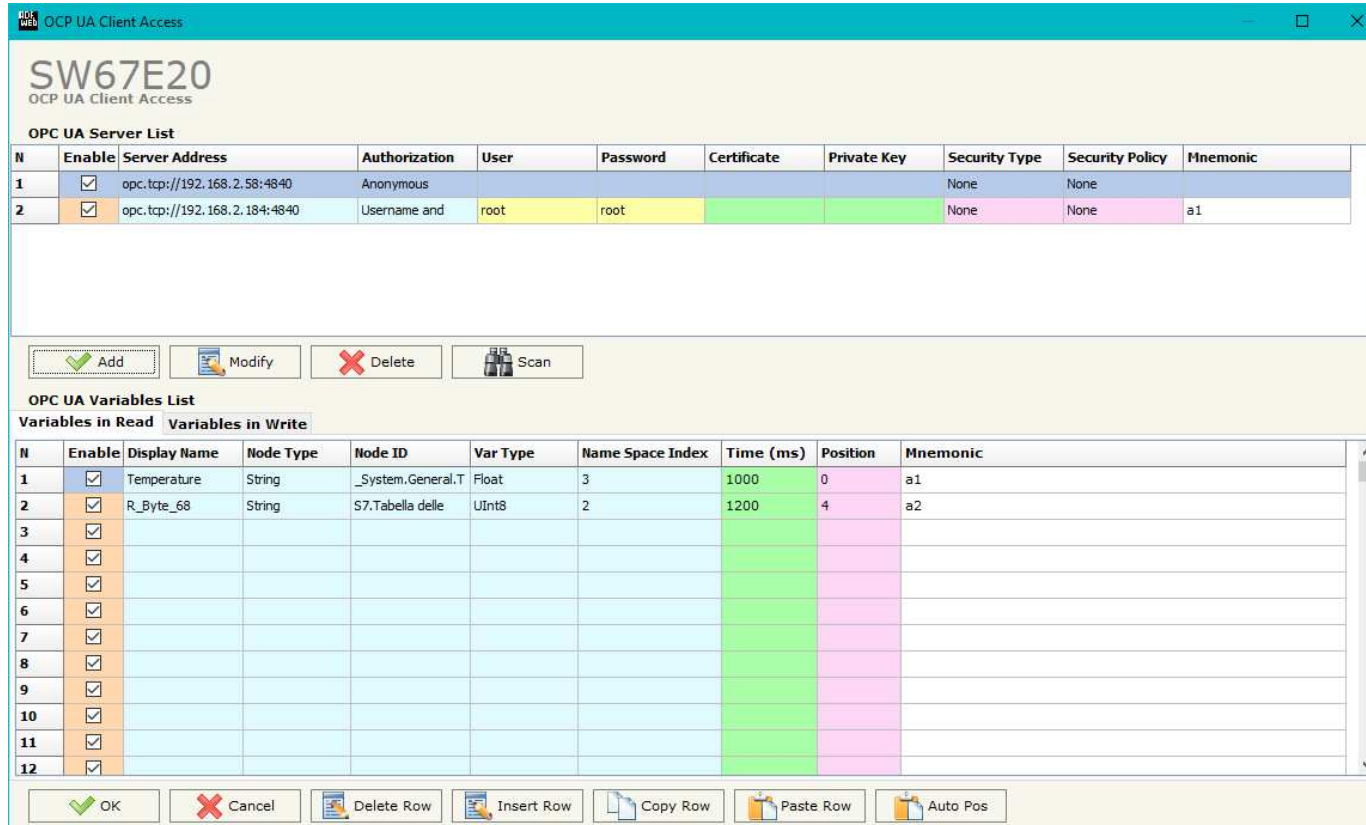 ADF WEB OCP UA Client Access
SW67E20
OCP UA Client Access
OPC UA Server List
N Enable Server Address Authorization User Password Certificate Private Key Security Type Security Policy Mnemonic
1 opc.tcp://192.168.2.58:4840 Anonymous None None
2 opc.tcp://192.168.2.184:4840 Username and root root None None a1
Add Modify Delete Scan
OPC UA Variables List
Variables in Read Variables in Write
N Enable Display Name Node Type Node ID Var Type Name Space Index Time (ms) Position Mnemonic
1 Temperature String _System.General.T Float 3 1000 0 a1
2 R_Byte_68 String S7.Tabella delle UInt8 2 1200 4 a2
3
4
5
6
7
8
9
10
11
12
OK Cancel Delete Row Insert Row Copy Row Paste Row Auto Pos